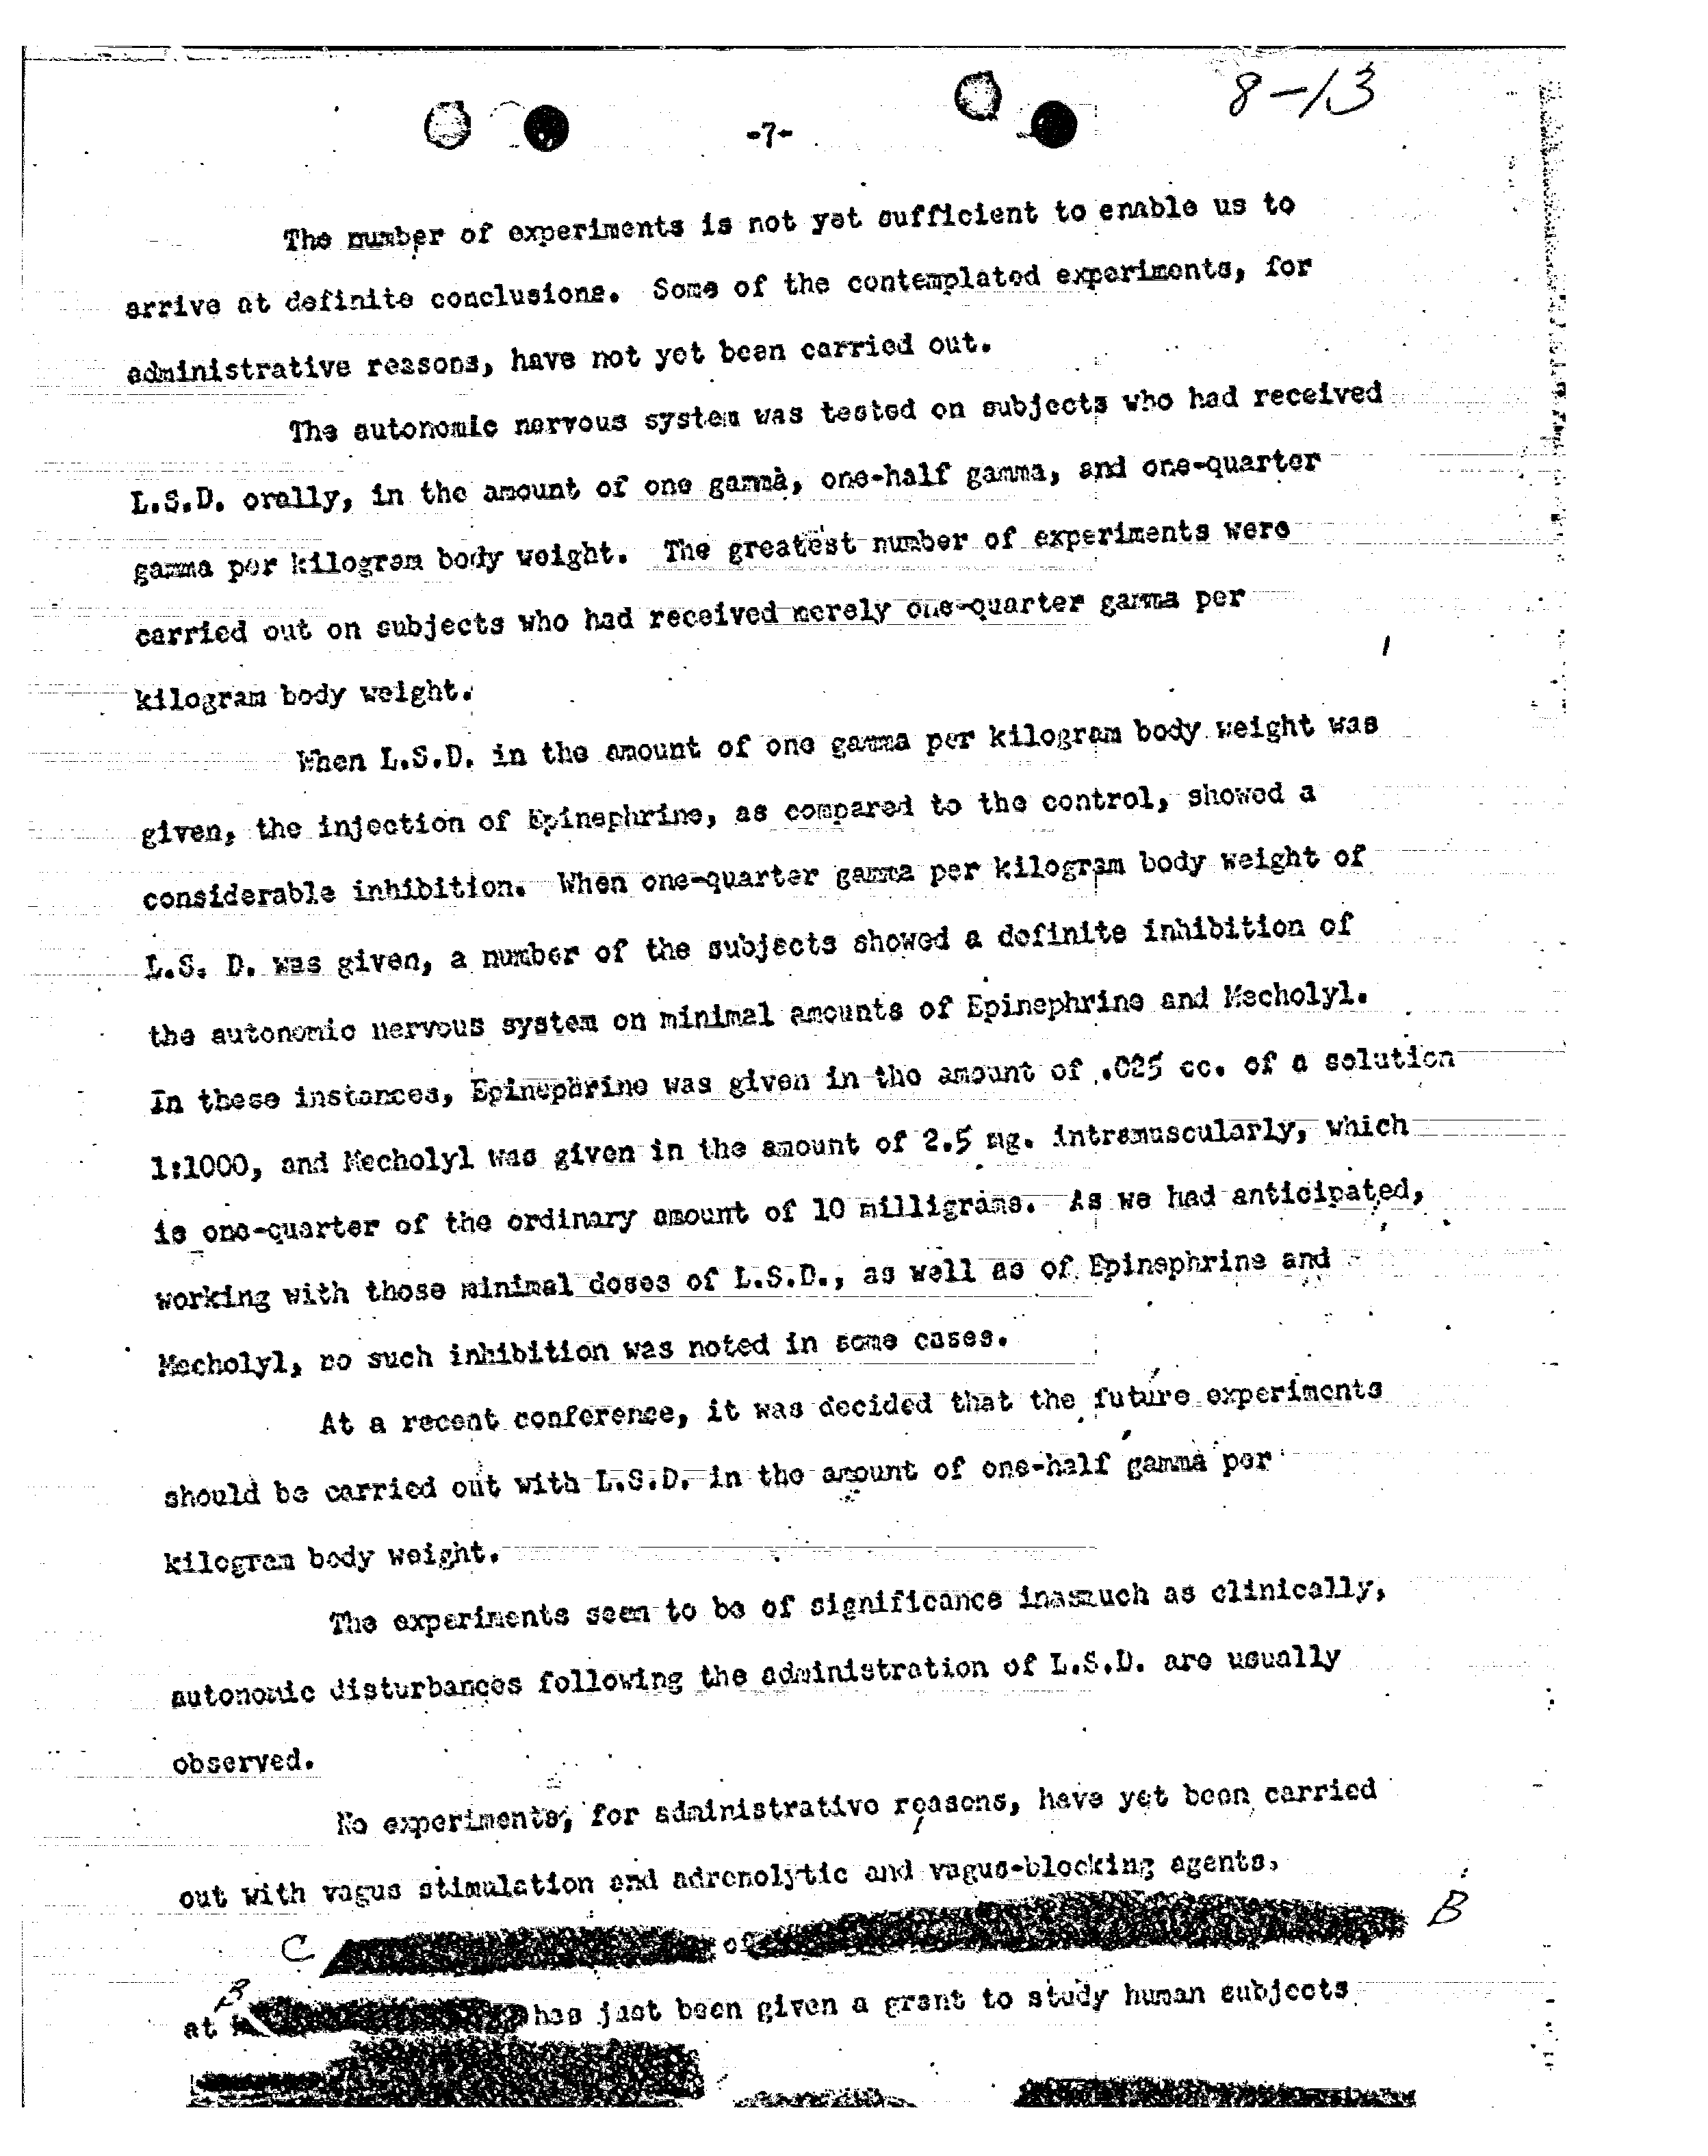 8-13
-7-
The number of experiments is not yet sufficient to enable us to
arrive at definite conclusions. Some of the contemplated experiments, for
administrative reasons, have not yet been carried out.
The autonomic nervous system was tested on subjects who had received
L.S.D. orally, in the amount of one gamma, one-half gamma, and one-quarter
gamma per kilogram body weight. The greatest number of experiments were
carried out on subjects who had received merely one-quarter gamma per
kilogram body weight.
When L.S.D. in the amount of one gamma per kilogram body weight was
given, the injection of Epinephrine, as compared to the control, showed a
considerable inhibition. When one-quarter gamma per kilogram body weight of
L.S. D. was given, a number of the subjects showed a definite inhibition of
the autonomic nervous system on minimal amounts of Epinephrine and Mecholyl.
In these instances, Epinephrine was given in the amount of .025 cc. of a solution
1:1000, and Mecholyl was given in the amount of 2.5 mg. intramuscularly, which
is one-quarter of the ordinary amount of 10 milligrams. As we had anticipated,
working with those minimal doses of L.S.D., as well as of Epinephrine and
Mecholyl, no such inhibition was noted in some cases.
At a recent conference, it was decided that the future experiments
should be carried out with L.S.D. in the amount of one-half gamma per
kilogram body weight.
The experiments seem to be of significance inasmuch as clinically,
autonomic disturbances following the administration of L.S.D. are usually
observed.
No experiments, for administrative reasons, have yet been carried
out with vagus stimulation and adrenolytic and vagus-blocking agents.
C of B
B
at has just been given a grant to study human subjects